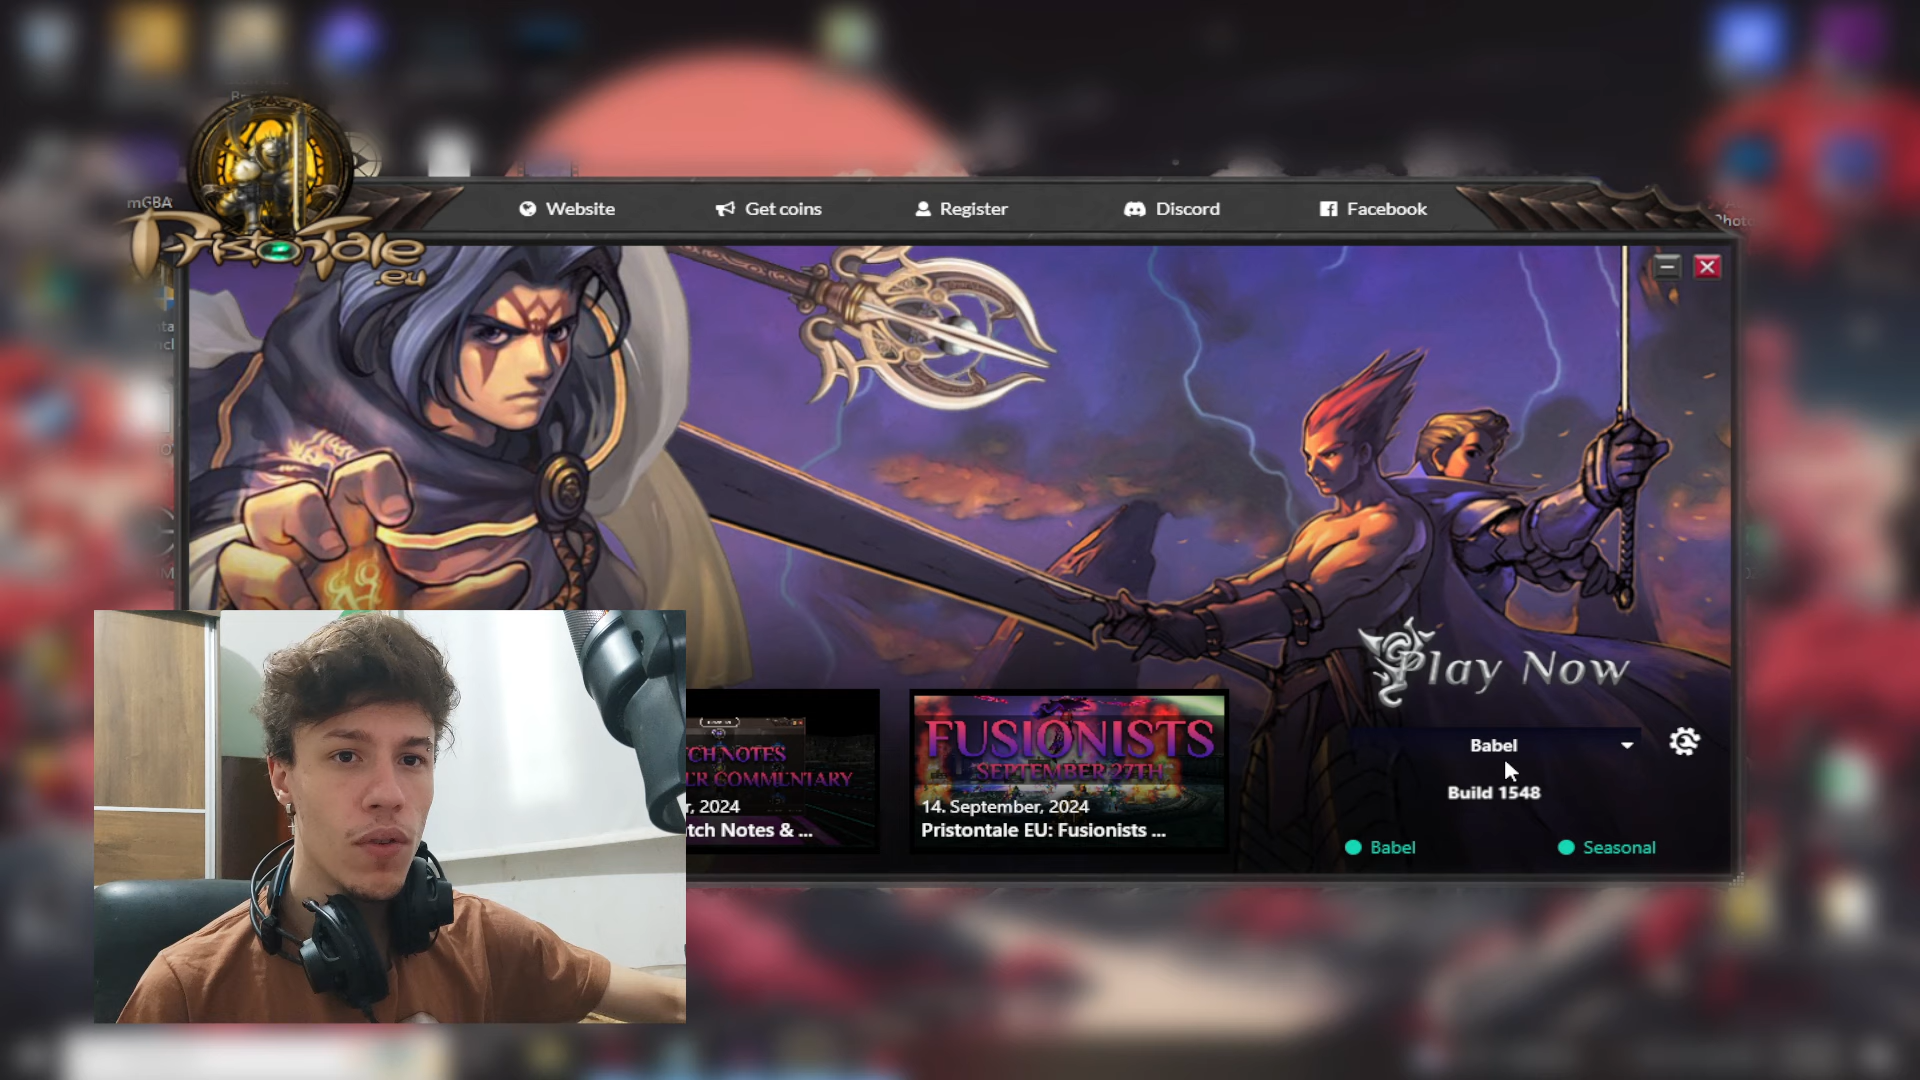 mGBA
PristonTale
.eu
Website
Get coins
Register
Discord
Facebook
Play Now
Babel
Build 1548
Babel
Seasonal
CH NOTES
ER COMMENTARY
r, 2024
tch Notes & ...
FUSIONISTS
SEPTEMBER 27TH
14. September, 2024
Pristontale EU: Fusionists ...